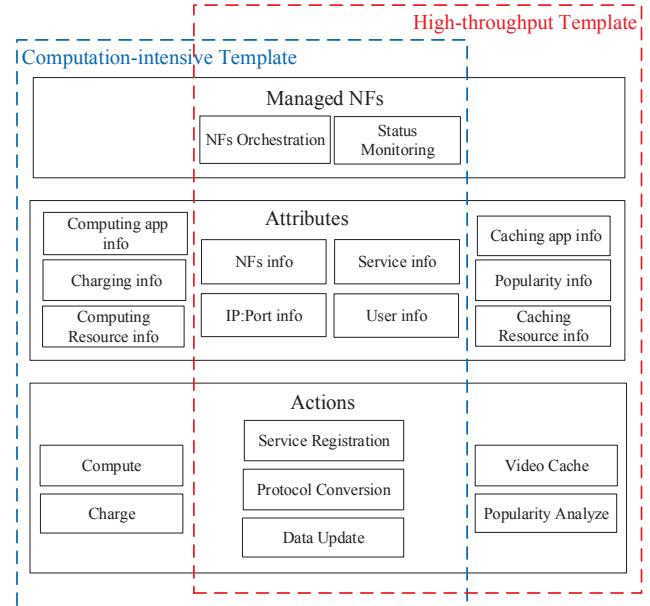 High-throughput Template
Computation-intensive Template
Managed NFs
NFs Orchestration
Status
Monitoring
Attributes
Computing app
info
Charging info
Computing
Resource info
NFs info
Service info
IP:Port info
User info
Caching app info
Popularity info
Caching
Resource info
Actions
Compute
Charge
Service Registration
Protocol Conversion
Data Update
Video Cache
Popularity Analyze